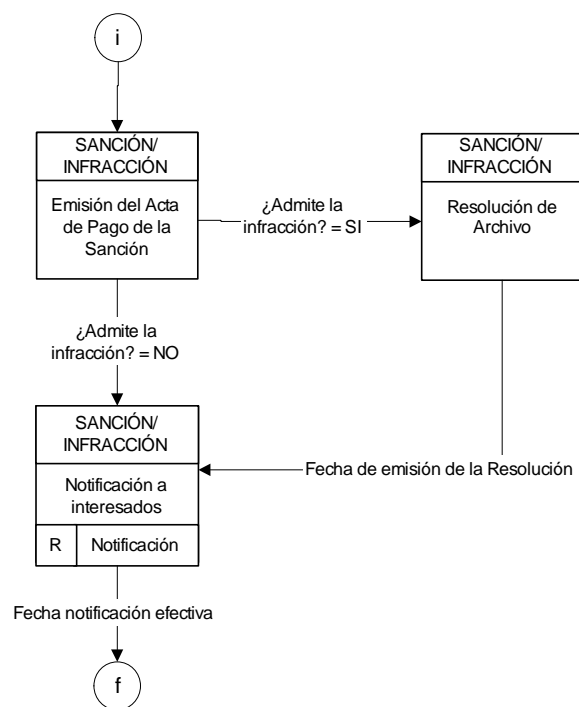 i
SANCIÓN/
INFRACCIÓN
Emisión del Acta
de Pago de la
Sanción
¿Admite la
infracción? = SI
SANCIÓN/
INFRACCIÓN
Resolución de
Archivo
¿Admite la
infracción? = NO
SANCIÓN/
INFRACCIÓN
Notificación a
interesados
R Notificación
Fecha de emisión de la Resolución
Fecha notificación efectiva
f